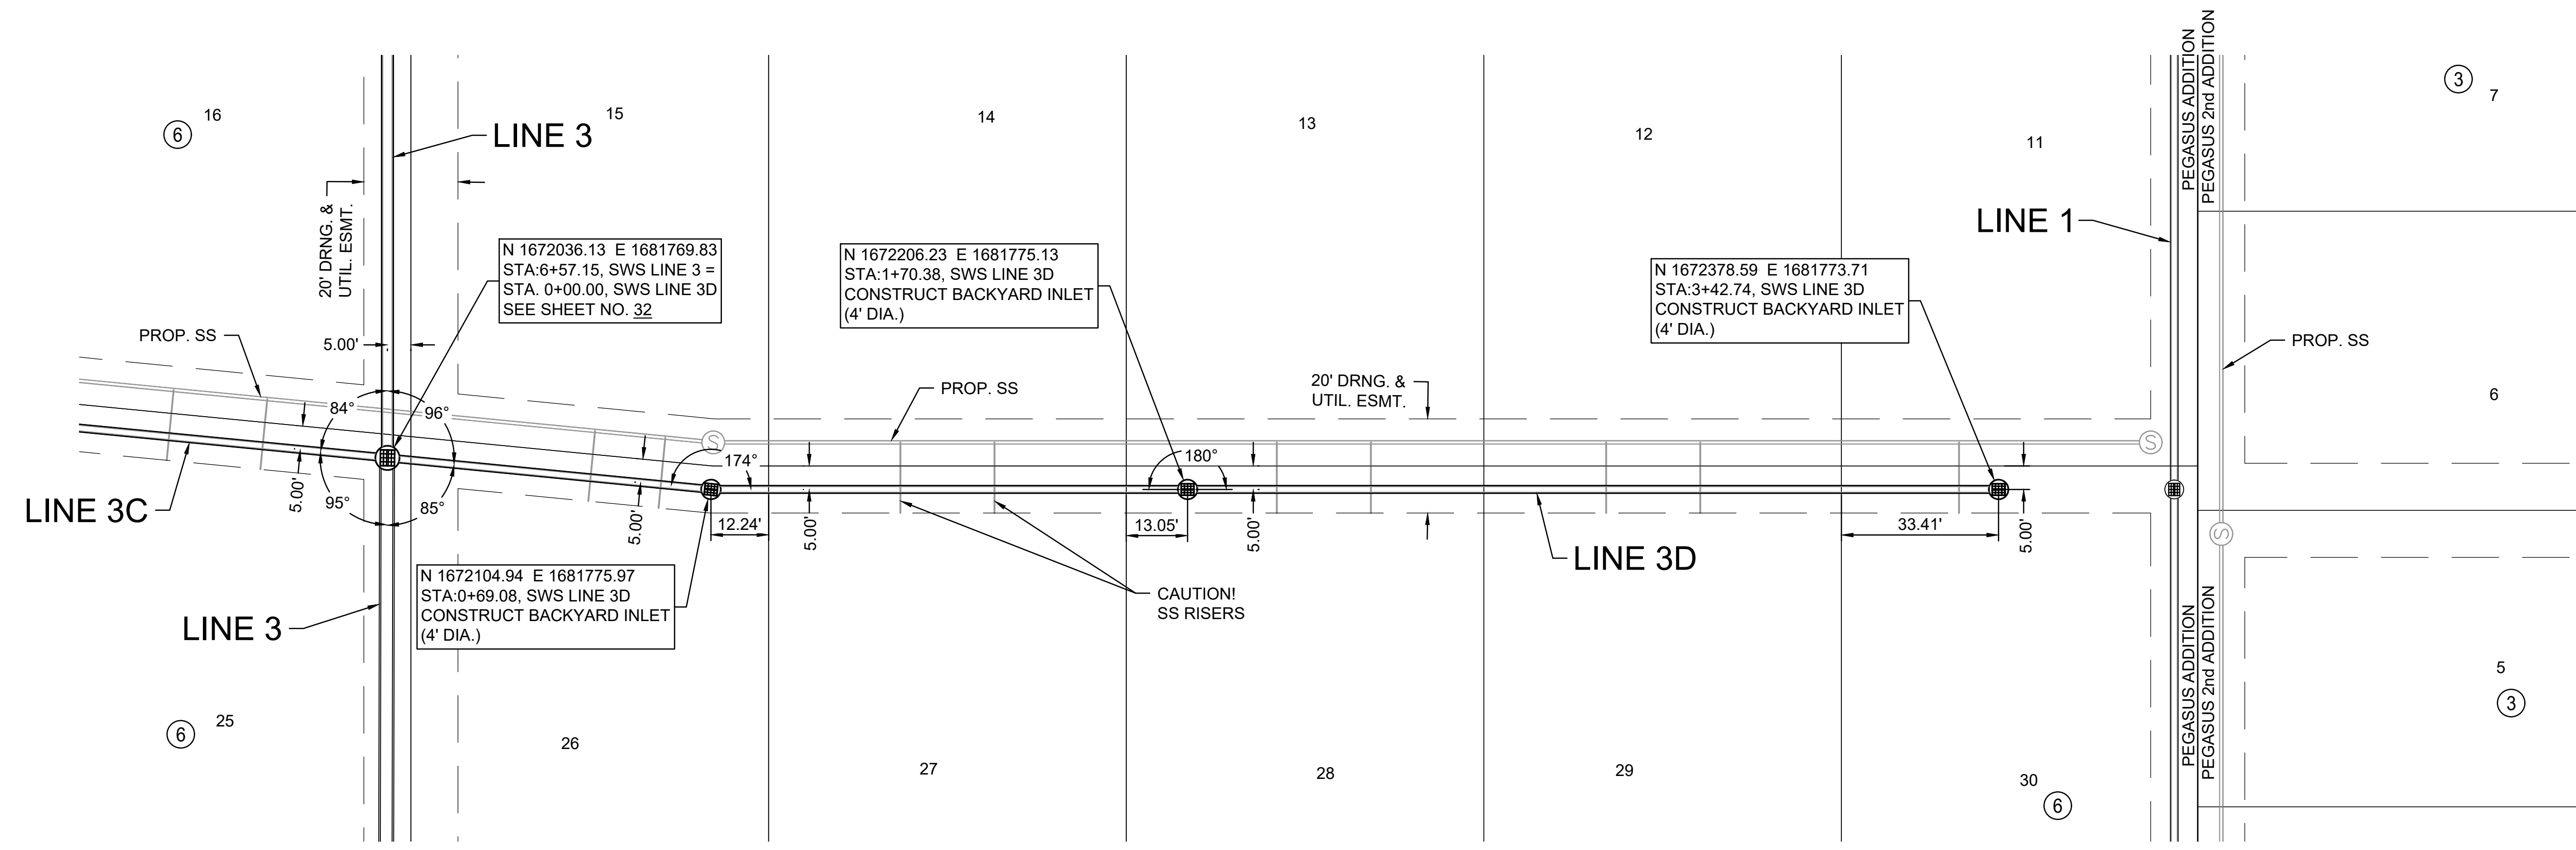 PEGASUS ADDITION
PEGASUS 2nd ADDITION
3
7
16
6
15
14
13
12
11
LINE 3
20' DRNG. &
UTIL. ESMT.
LINE 1
N 1672036.13 E 1681769.83
STA:6+57.15, SWS LINE 3 =
STA. 0+00.00, SWS LINE 3D
SEE SHEET NO. 32
N 1672206.23 E 1681775.13
STA:1+70.38, SWS LINE 3D
CONSTRUCT BACKYARD INLET
(4' DIA.)
N 1672378.59 E 1681773.71
STA:3+42.74, SWS LINE 3D
CONSTRUCT BACKYARD INLET
(4' DIA.)
PROP. SS
5.00'
PROP. SS
PROP. SS
20' DRNG. &
UTIL. ESMT.
6
84°
96°
S
S
174°
180°
5.00'
95°
85°
LINE 3C
5.00'
12.24'
5.00'
13.05'
5.00'
33.41'
5.00'
S
LINE 3D
N 1672104.94 E 1681775.97
STA:0+69.08, SWS LINE 3D
CONSTRUCT BACKYARD INLET
(4' DIA.)
CAUTION!
SS RISERS
LINE 3
PEGASUS ADDITION
PEGASUS 2nd ADDITION
5
3
25
6
26
27
28
29
30
6